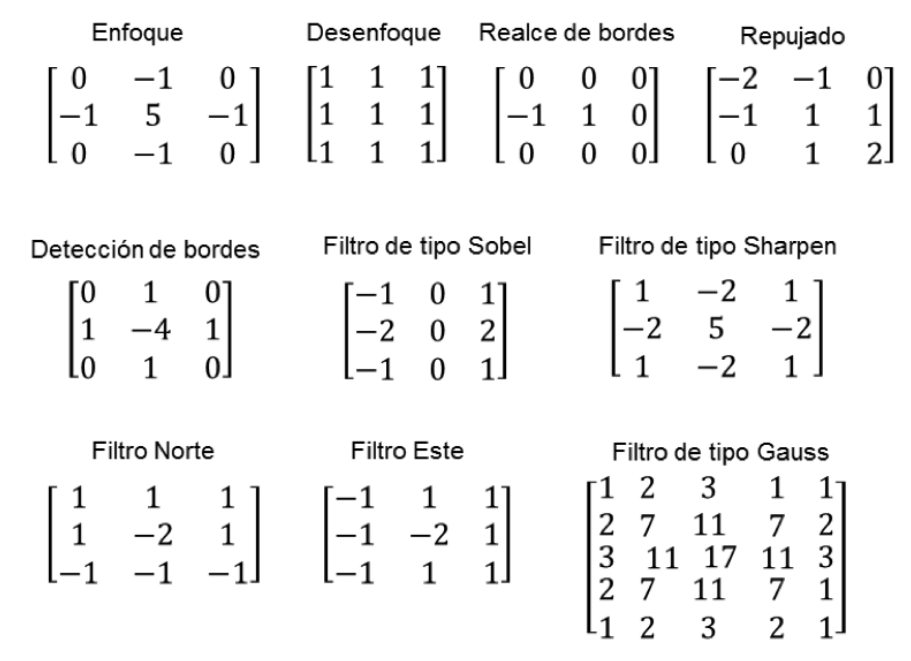 Enfoque Desenfoque Realce de bordes Repujado
0 −1 0 1 1 1 0 0 0 −2 −1 0
−1 5 −1 1 1 1 −1 1 0 −1 1 1
0 −1 0 1 1 1 0 0 0 0 1 2
Detección de bordes Filtro de tipo Sobel Filtro de tipo Sharpen
0 1 0 −1 0 1 1 −2 1
1 −4 1 −2 0 2 −2 5 −2
0 1 0 −1 0 1 1 −2 1
Filtro Norte Filtro Este Filtro de tipo Gauss
1 1 1 −1 1 1 1 2 3 1 1
1 −2 1 −1 −2 1 2 7 11 7 2
−1 −1 −1 −1 1 1 3 11 17 11 3
2 7 11 7 1
1 2 3 2 1